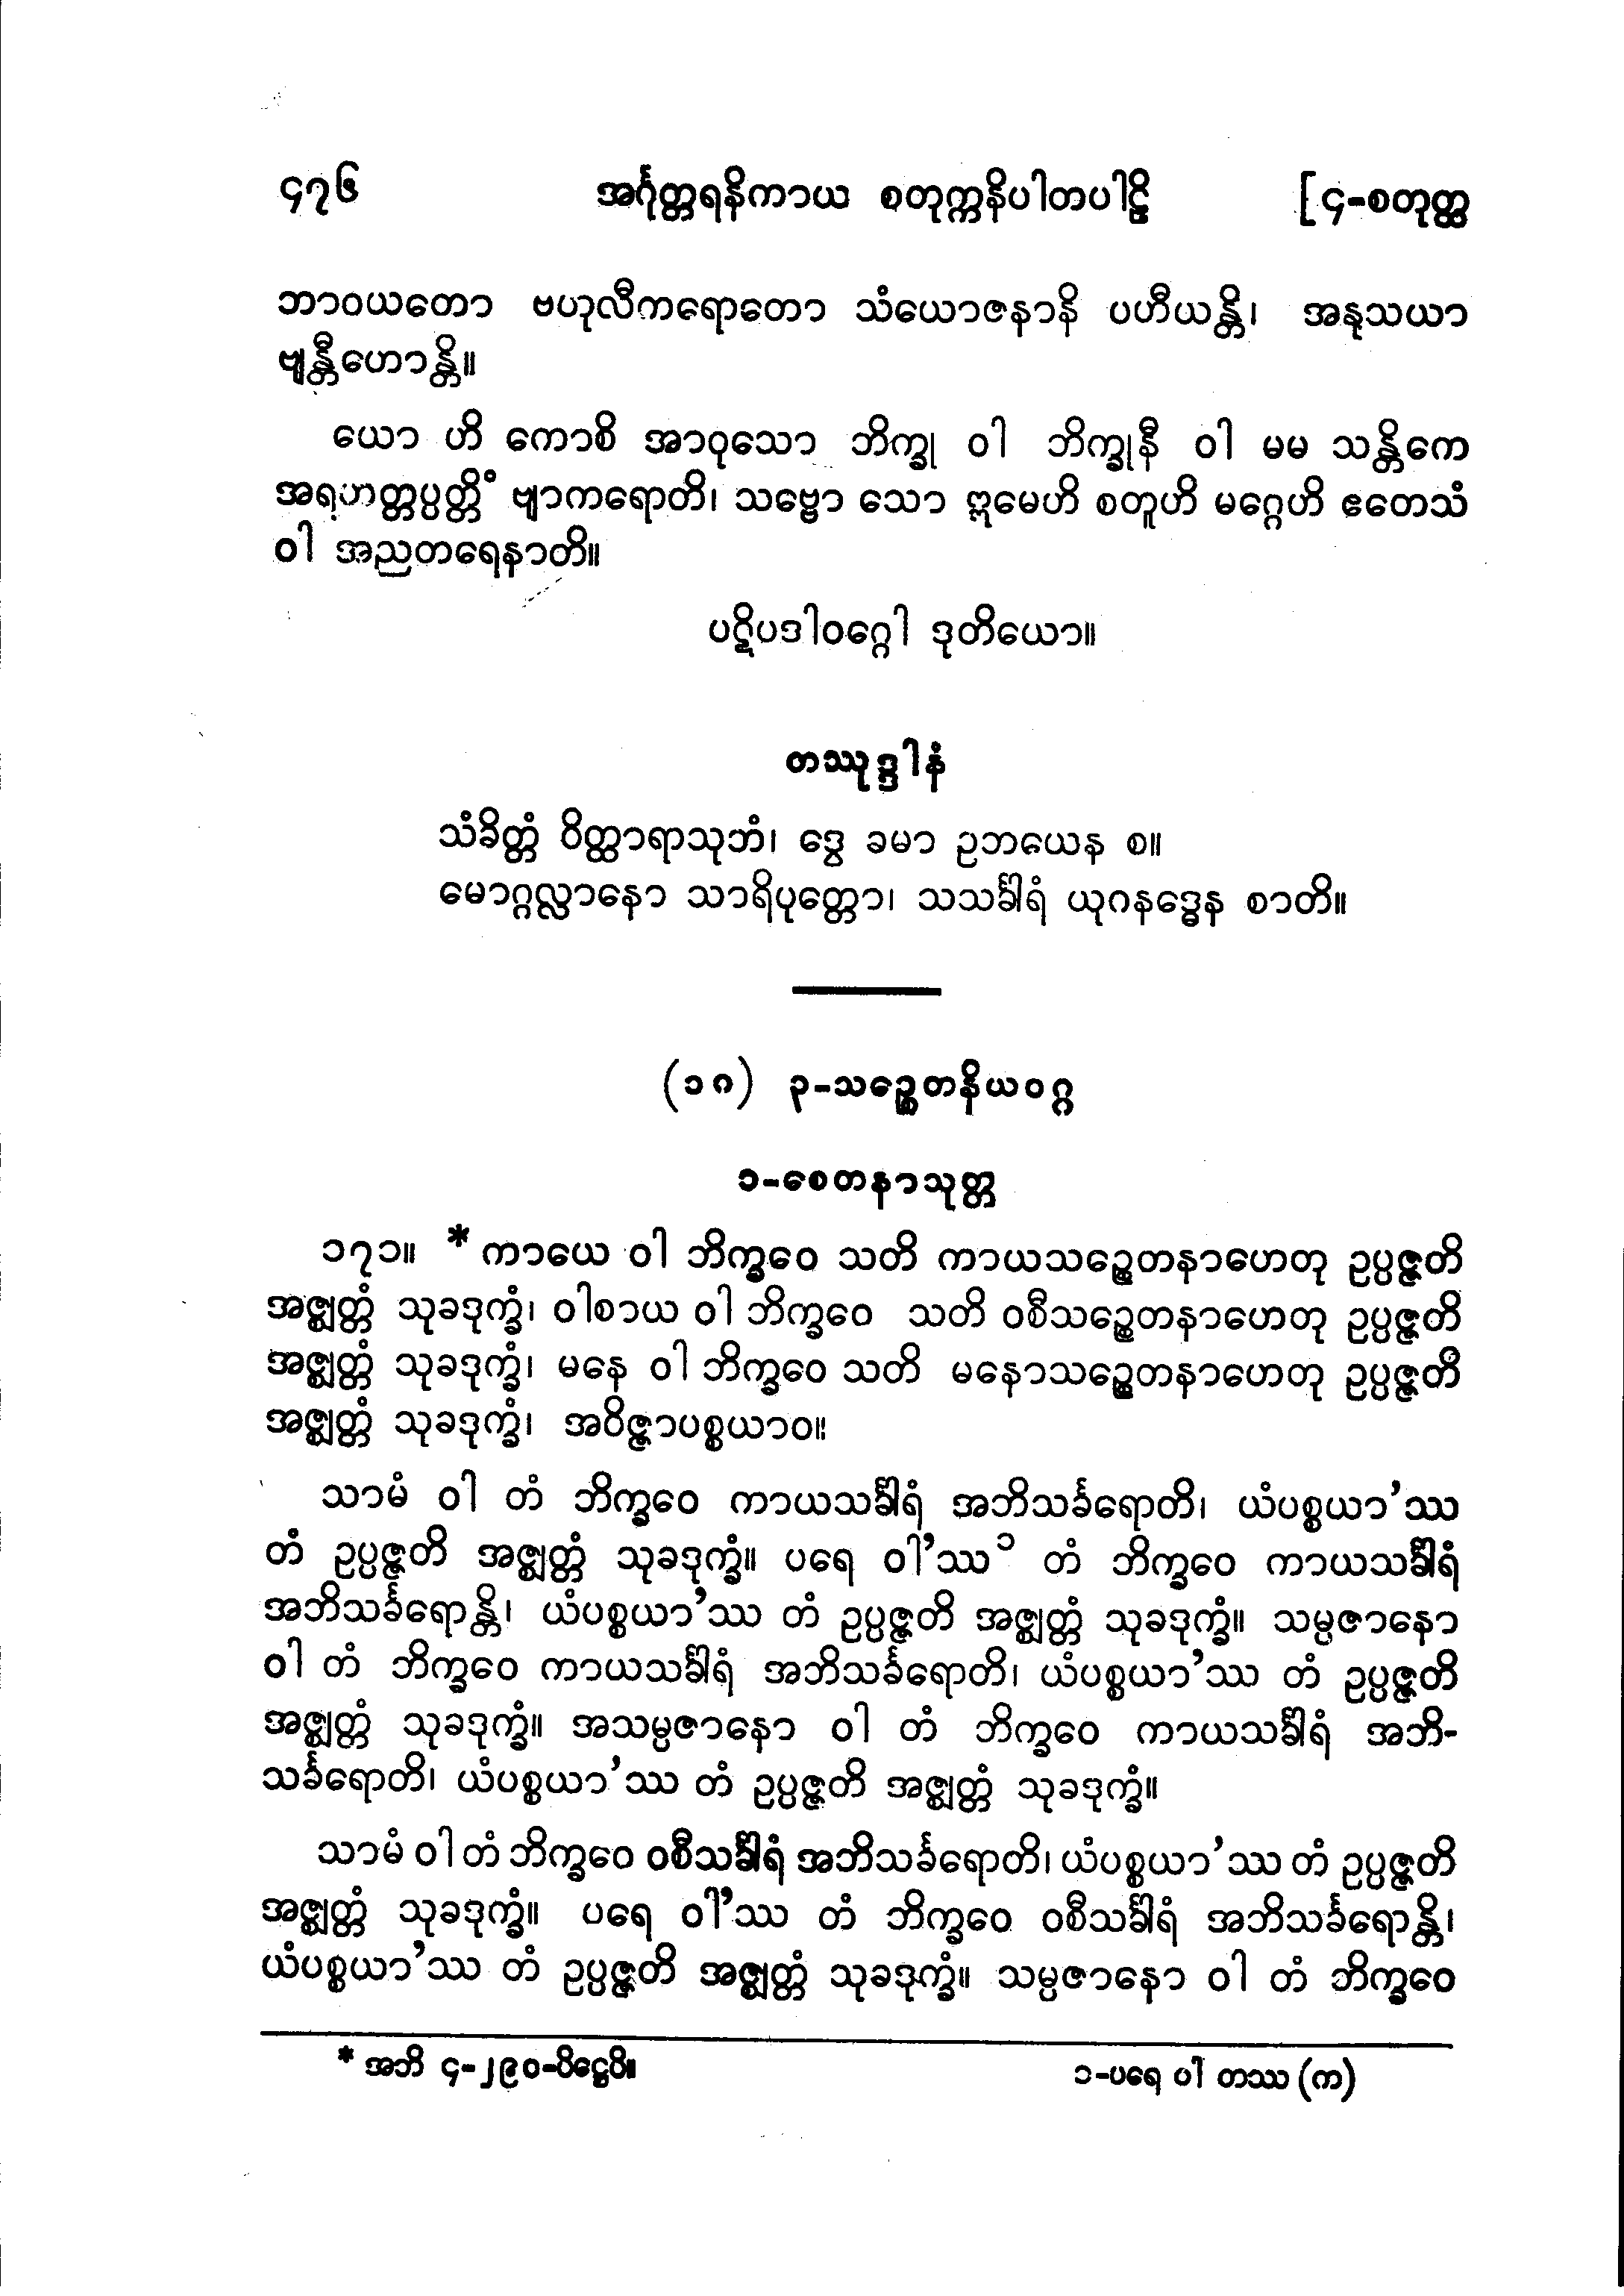 ၄၇၆ အင်္ဂုတ္တရနိကာယ စတုက္ကနိပါတပါဠိ [၄-စတုတ္ထ
ဘာဝယတော ဗဟုလီကရောတော သံယောဇနာနိ ပဟီယန္တိ၊ အနုသယာ
ဗျန္တီဟောန္တိ။
ယော ဟိ ကောစိ အာဝုသော ဘိက္ခု ဝါ ဘိက္ခုနီ ဝါ မမ သန္တိကေ
အရဟတ္တပ္ပတ္တိံ ဗျာကရောတိ၊ သဗ္ဗော သော ဣမေဟိ စတူဟိ မဂ္ဂေဟိ ဧတေသံ
ဝါ အညတရေနာတိ။
ပဋိပဒါဝဂ္ဂေါ ဒုတိယော။
တဿုဒ္ဒါနံ
သံခိတ္တံ ဝိတ္ထာရာသုဘံ၊ ဒွေ ခမာ ဥဘယေန စ။
မောဂ္ဂလ္လာနော သာရိပုတ္တော၊ သသင်္ခါရံ ယုဂနဒ္ဓေန စာတိ။
(၁၈) ၃-သဉ္စေတနိယဝဂ္ဂ
၁-စေတနာသုတ္တ
၁၇၁။ * ကာယေ ဝါ ဘိက္ခဝေ သတိ ကာယသဉ္စေတနာဟေတု ဥပ္ပဇ္ဇတိ
အဇ္ဈတ္တံ သုခဒုက္ခံ၊ ဝါစာယ ဝါ ဘိက္ခဝေ သတိ ဝစီသဉ္စေတနာဟေတု ဥပ္ပဇ္ဇတိ
အဇ္ဈတ္တံ သုခဒုက္ခံ၊ မနေ ဝါ ဘိက္ခဝေ သတိ မနောသဉ္စေတနာဟေတု ဥပ္ပဇ္ဇတိ
အဇ္ဈတ္တံ သုခဒုက္ခံ၊ အဝိဇ္ဇာပစ္စယာဝ။
သာမံ ဝါ တံ ဘိက္ခဝေ ကာယသင်္ခါရံ အဘိသင်္ခရောတိ၊ ယံပစ္စယာ’ဿ
တံ ဥပ္ပဇ္ဇတိ အဇ္ဈတ္တံ သုခဒုက္ခံ။ ပရေ ဝါ’ဿ ၁ တံ ဘိက္ခဝေ ကာယသင်္ခါရံ
အဘိသင်္ခရောန္တိ၊ ယံပစ္စယာ’ဿ တံ ဥပ္ပဇ္ဇတိ အဇ္ဈတ္တံ သုခဒုက္ခံ။ သမ္ပဇာနော
ဝါ တံ ဘိက္ခဝေ ကာယသင်္ခါရံ အဘိသင်္ခရောတိ၊ ယံပစ္စယာ’ဿ တံ ဥပ္ပဇ္ဇတိ
အဇ္ဈတ္တံ သုခဒုက္ခံ။ အသမ္ပဇာနော ဝါ တံ ဘိက္ခဝေ ကာယသင်္ခါရံ အဘိ-
သင်္ခရောတိ၊ ယံပစ္စယာ’ဿ တံ ဥပ္ပဇ္ဇတိ အဇ္ဈတ္တံ သုခဒုက္ခံ။
သာမံ ဝါ တံ ဘိက္ခဝေ ဝစီသင်္ခါရံ အဘိသင်္ခရောတိ၊ ယံပစ္စယာ’ဿ တံ ဥပ္ပဇ္ဇတိ
အဇ္ဈတ္တံ သုခဒုက္ခံ။ ပရေ ဝါ’ဿ တံ ဘိက္ခဝေ ဝစီသင်္ခါရံ အဘိသင်္ခရောန္တိ၊
ယံပစ္စယာ’ဿ တံ ဥပ္ပဇ္ဇတိ အဇ္ဈတ္တံ သုခဒုက္ခံ။ သမ္ပဇာနော ဝါ တံ ဘိက္ခဝေ
* အဘိ ၄-၂၉၀-ပိဋ္ဌေပိ။ ၁-ပရေ ဝါ တဿ (က)